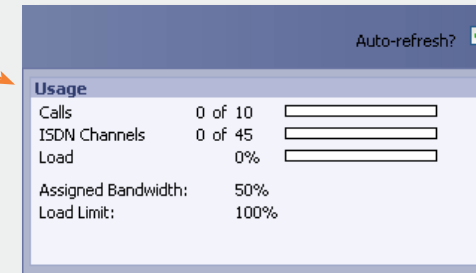 Auto-refresh?
Usage
Calls 0 of 10
ISDN Channels 0 of 45
Load 0%
Assigned Bandwidth: 50%
Load Limit: 100%